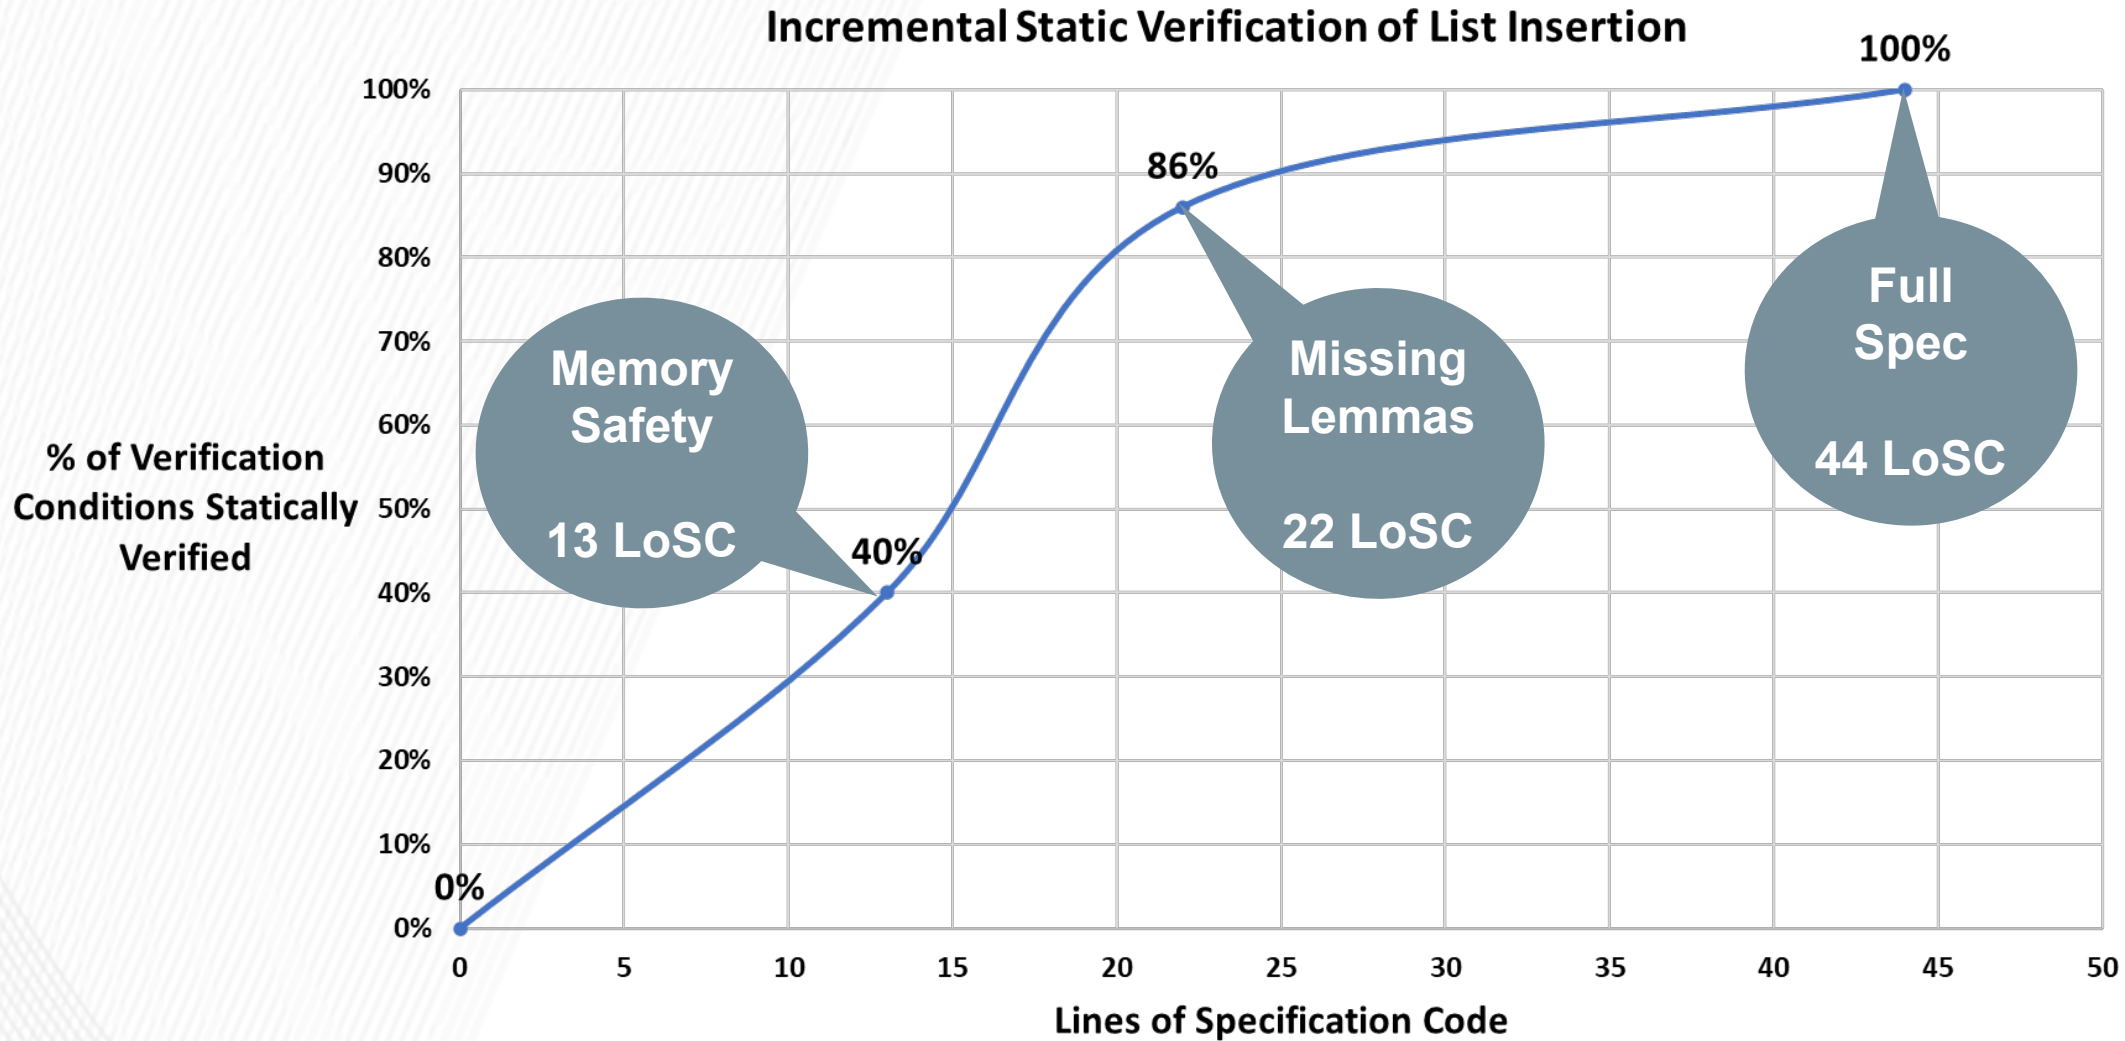 Incremental Static Verification of List Insertion
100%
100%
90%
86%
80%
70%
60%
50%
40%
40%
30%
20%
10%
0%
0%
% of Verification
Conditions Statically
Verified
Memory
Safety
13 LoSC
Missing
Lemmas
22 LoSC
Full
Spec
44 LoSC
0 5 10 15 20 25 30 35 40 45 50
Lines of Specification Code